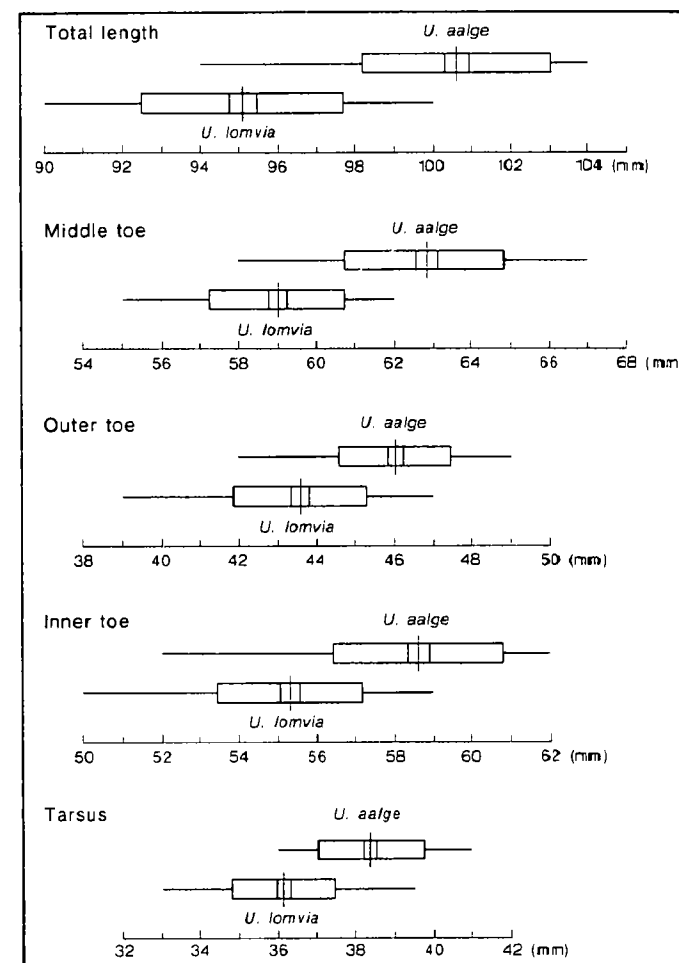 Total length
U. aalge
U. lomvia
90 92 94 96 98 100 102 104 (mm)
Middle toe
U. aalge
U. lomvia
54 56 58 60 62 64 66 68 (mm
Outer toe
U. aalge
U. lomvia
38 40 42 44 46 48 50 (mm)
Inner toe
U. aalge
U. lomvia
50 52 54 56 58 60 62 (mm)
Tarsus
U. aalge
U. lomvia
32 34 36 38 40 42 (mm)